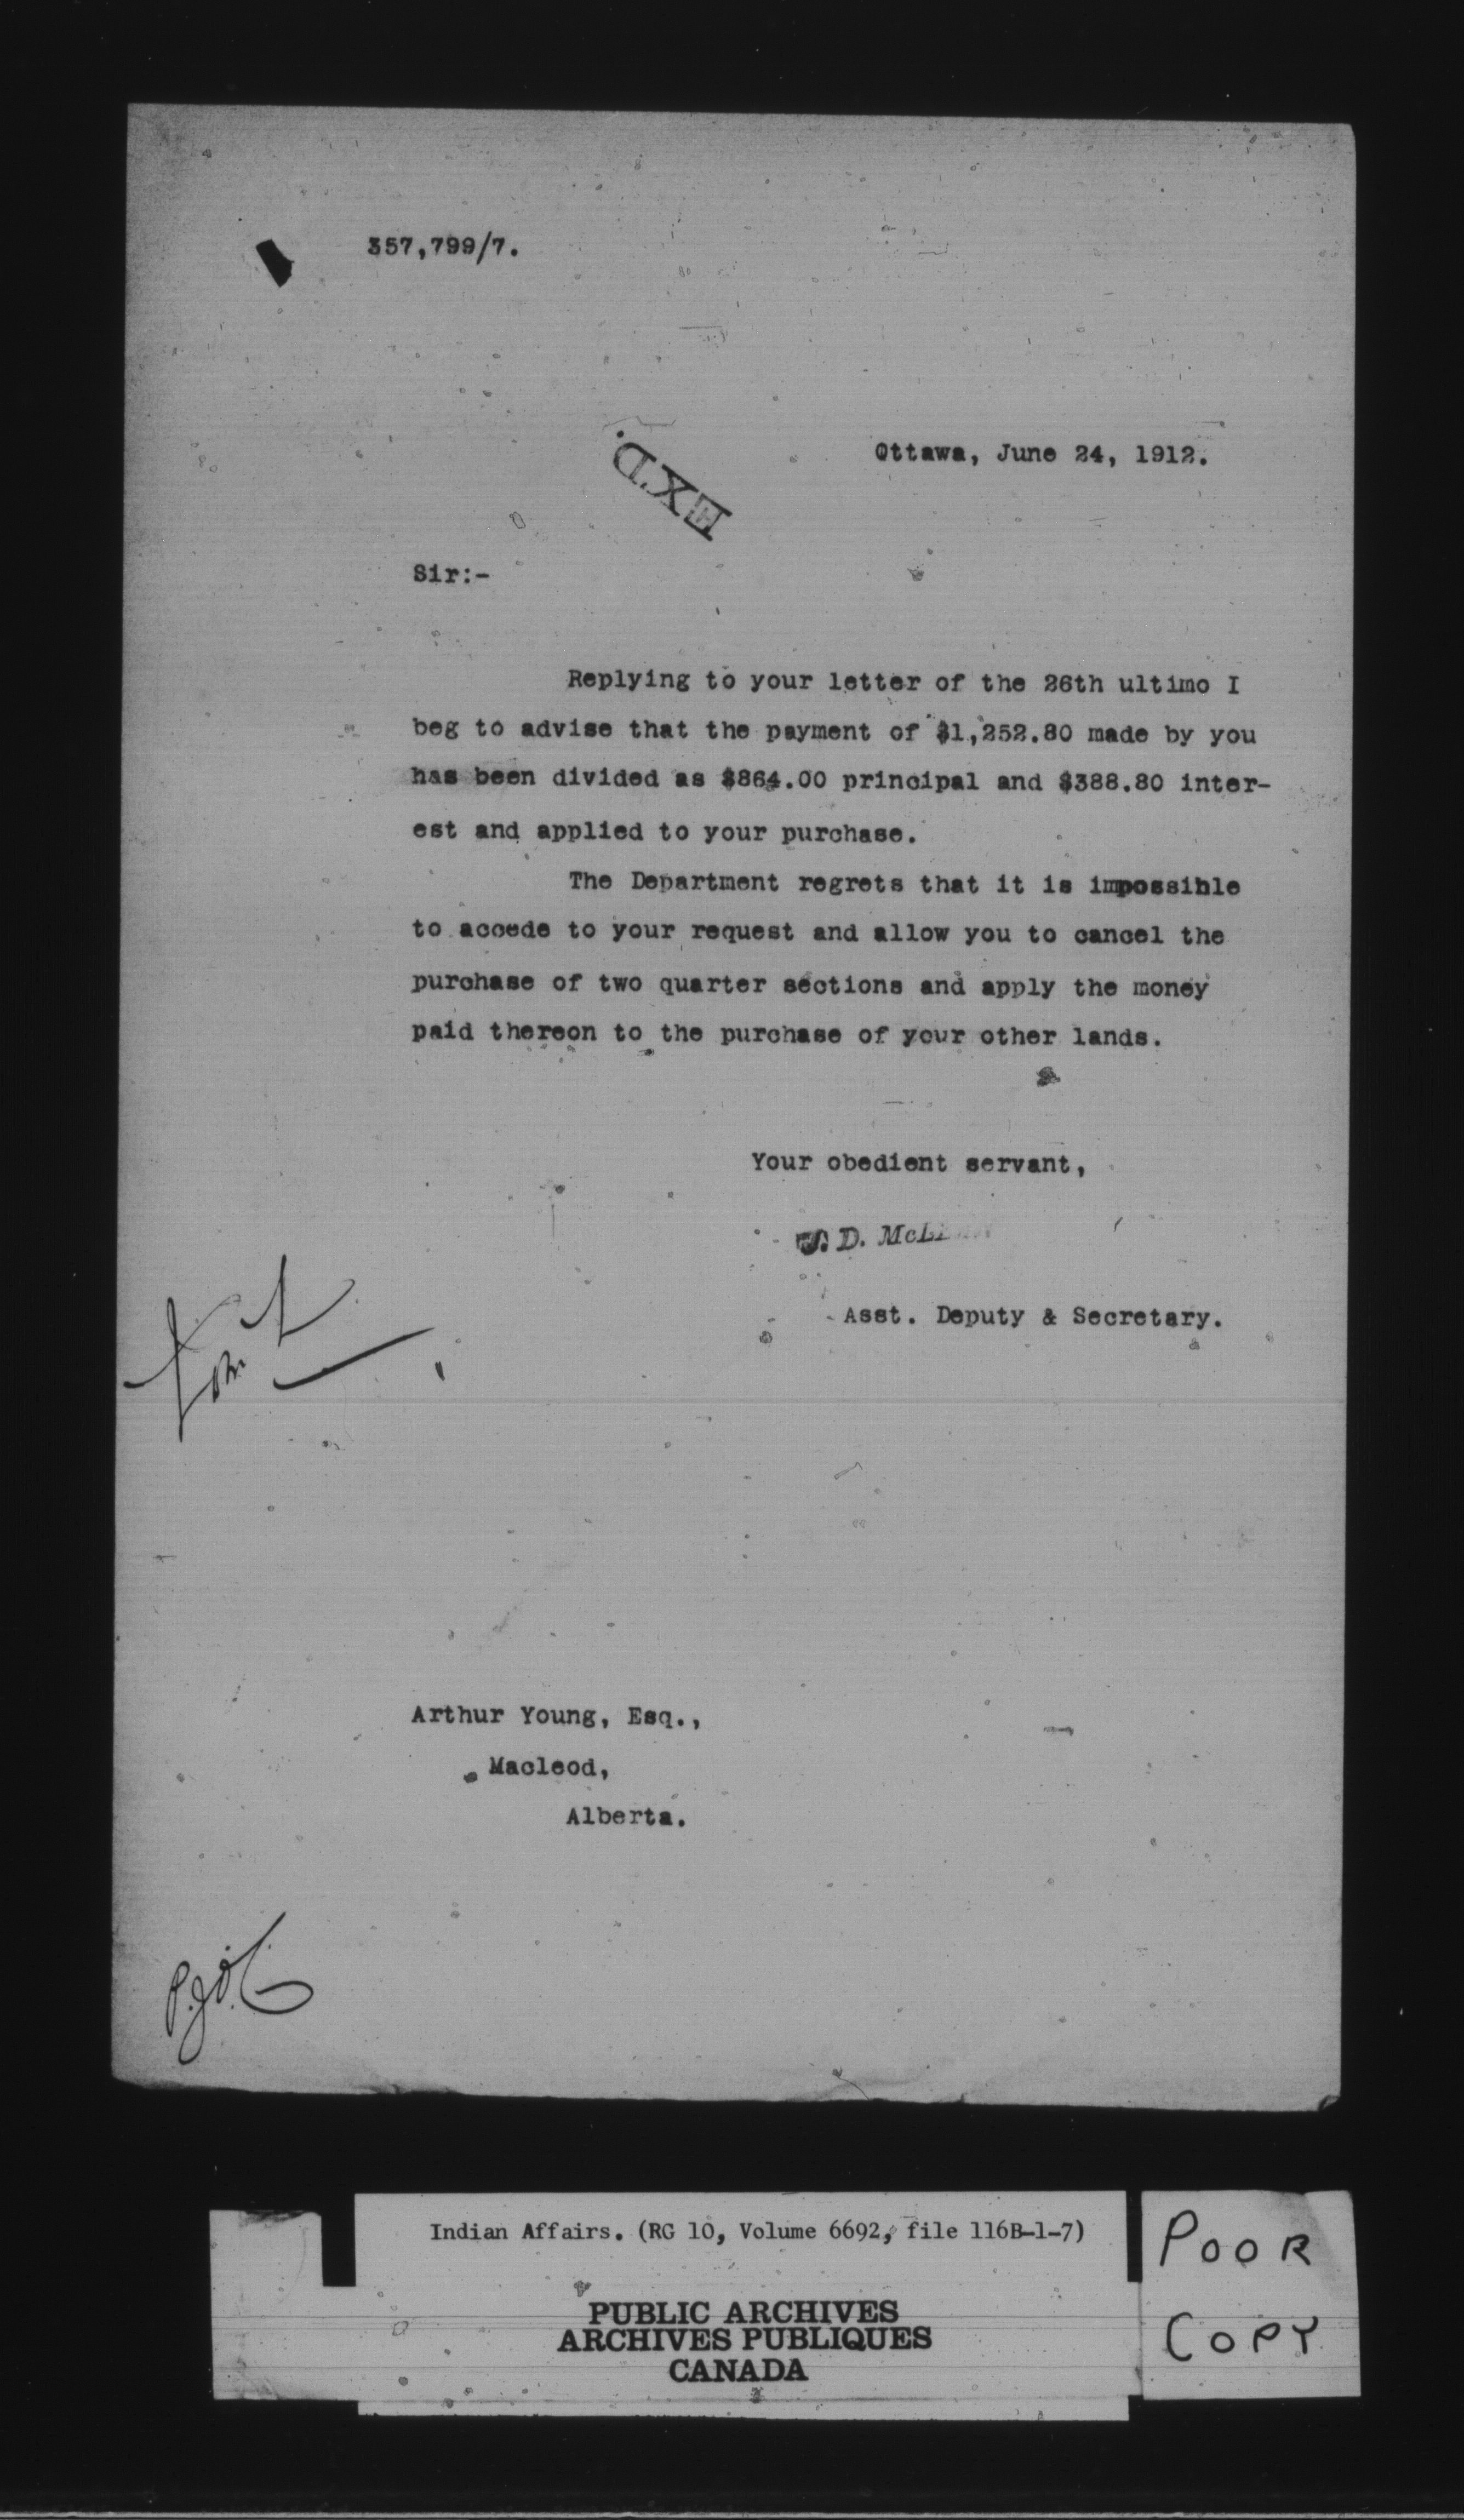 357,799/7.
Ottawa, June 24, 1912.
EX'D.
Sir:-
Replying to your letter of the 26th ultimo I
beg to advise that the payment of $1,252.80 made by you
has been divided as $864.00 principal and $388.80 inter-
est and applied to your purchase.
The Department regrets that it is impossible
to accede to your request and allow you to cancel the
purchase of two quarter sections and apply the money
paid thereon to the purchase of your other lands.
Your obedient servant,
J. D. McL
Asst. Deputy & Secretary.
Arthur Young, Esq.,
Macleod,
Alberta.
Indian Affairs. (RG 10, Volume 6692, file 116B-1-7)
PUBLIC ARCHIVES
ARCHIVES PUBLIQUES
CANADA
POOR
COPY